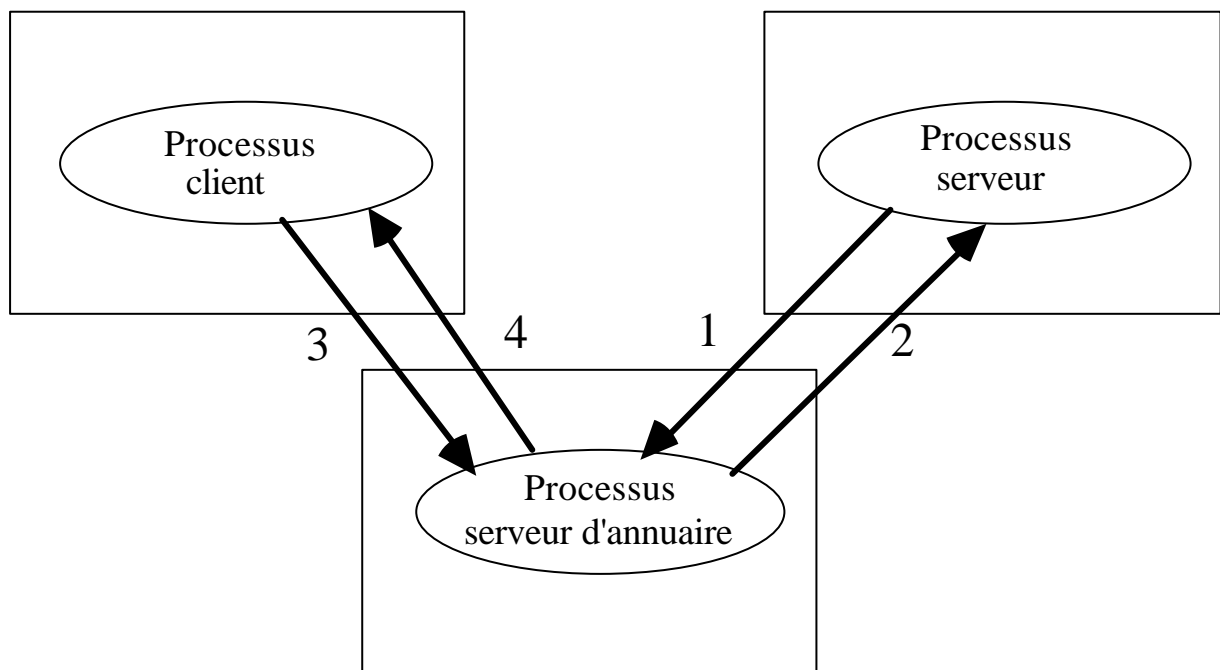 Processus
client
Processus
serveur
3
4
1
2
Processus
serveur d'annuaire